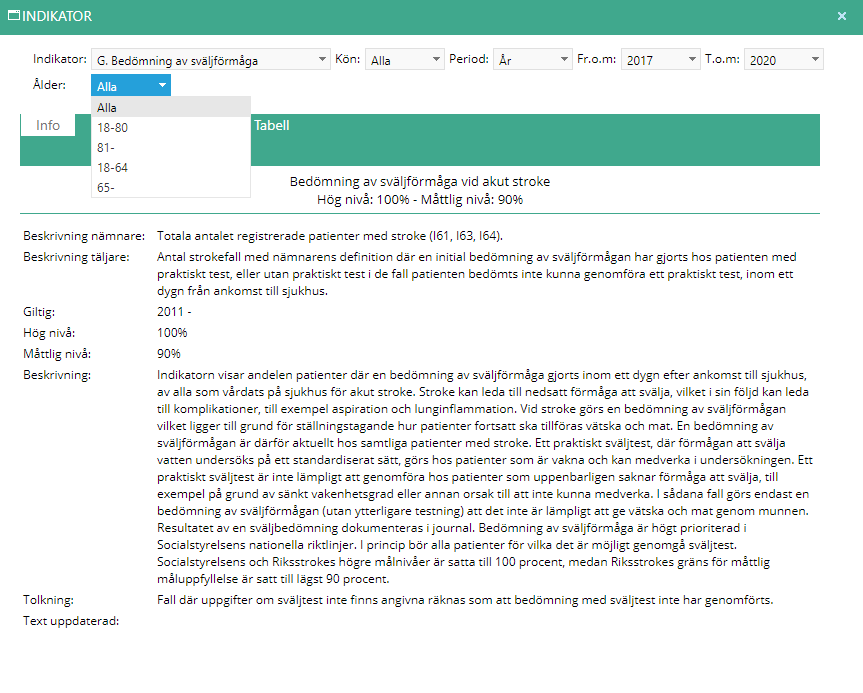 INDIKATOR ×
Indikator: G. Bedömning av sväljförmåga Kön: Alla Period: År Fr.o.m: 2017 T.o.m: 2020
Ålder: Alla
Alla
18-80
81-
18-64
65-
Info Tabell
Bedömning av sväljförmåga vid akut stroke
Hög nivå: 100% - Måttlig nivå: 90%
Beskrivning nämnare: Totala antalet registrerade patienter med stroke (I61, I63, I64).
Beskrivning täljare: Antal strokefall med nämnarens definition där en initial bedömning av sväljförmågan har gjorts hos patienten med
praktiskt test, eller utan praktiskt test i de fall patienten bedömts inte kunna genomföra ett praktiskt test, inom ett
dygn från ankomst till sjukhus.
Giltig: 2011 -
Hög nivå: 100%
Måttlig nivå: 90%
Beskrivning: Indikatorn visar andelen patienter där en bedömning av sväljförmåga gjorts inom ett dygn efter ankomst till sjukhus,
av alla som vårdats på sjukhus för akut stroke. Stroke kan leda till nedsatt förmåga att svälja, vilket i sin följd kan leda
till komplikationer, till exempel aspiration och lunginflammation. Vid stroke görs en bedömning av sväljförmågan
vilket ligger till grund för ställningstagande hur patienter fortsatt ska tillföras vätska och mat. En bedömning av
sväljförmågan är därför aktuellt hos samtliga patienter med stroke. Ett praktiskt sväljtest, där förmågan att svälja
vatten undersöks på ett standardiserat sätt, görs hos patienter som är vakna och kan medverka i undersökningen. Ett
praktiskt sväljtest är inte lämpligt att genomföra hos patienter som uppenbarligen saknar förmåga att svälja, till
exempel på grund av sänkt vakenhetsgrad eller annan orsak till att inte kunna medverka. I sådana fall görs endast en
bedömning av sväljförmågan (utan ytterligare testning) att det inte är lämpligt att ge vätska och mat genom munnen.
Resultatet av en sväljbedömning dokumenteras i journal. Bedömning av sväljförmåga är högt prioriterad i
Socialstyrelsens nationella riktlinjer. I princip bör alla patienter för vilka det är möjligt genomgå sväljtest.
Socialstyrelsens och Riksstrokes högre målnivåer är satta till 100 procent, medan Riksstrokes gräns för måttlig
måluppfyllelse är satt till lägst 90 procent.
Tolkning: Fall där uppgifter om sväljtest inte finns angivna räknas som att bedömning med sväljtest inte har genomförts.
Text uppdaterad: